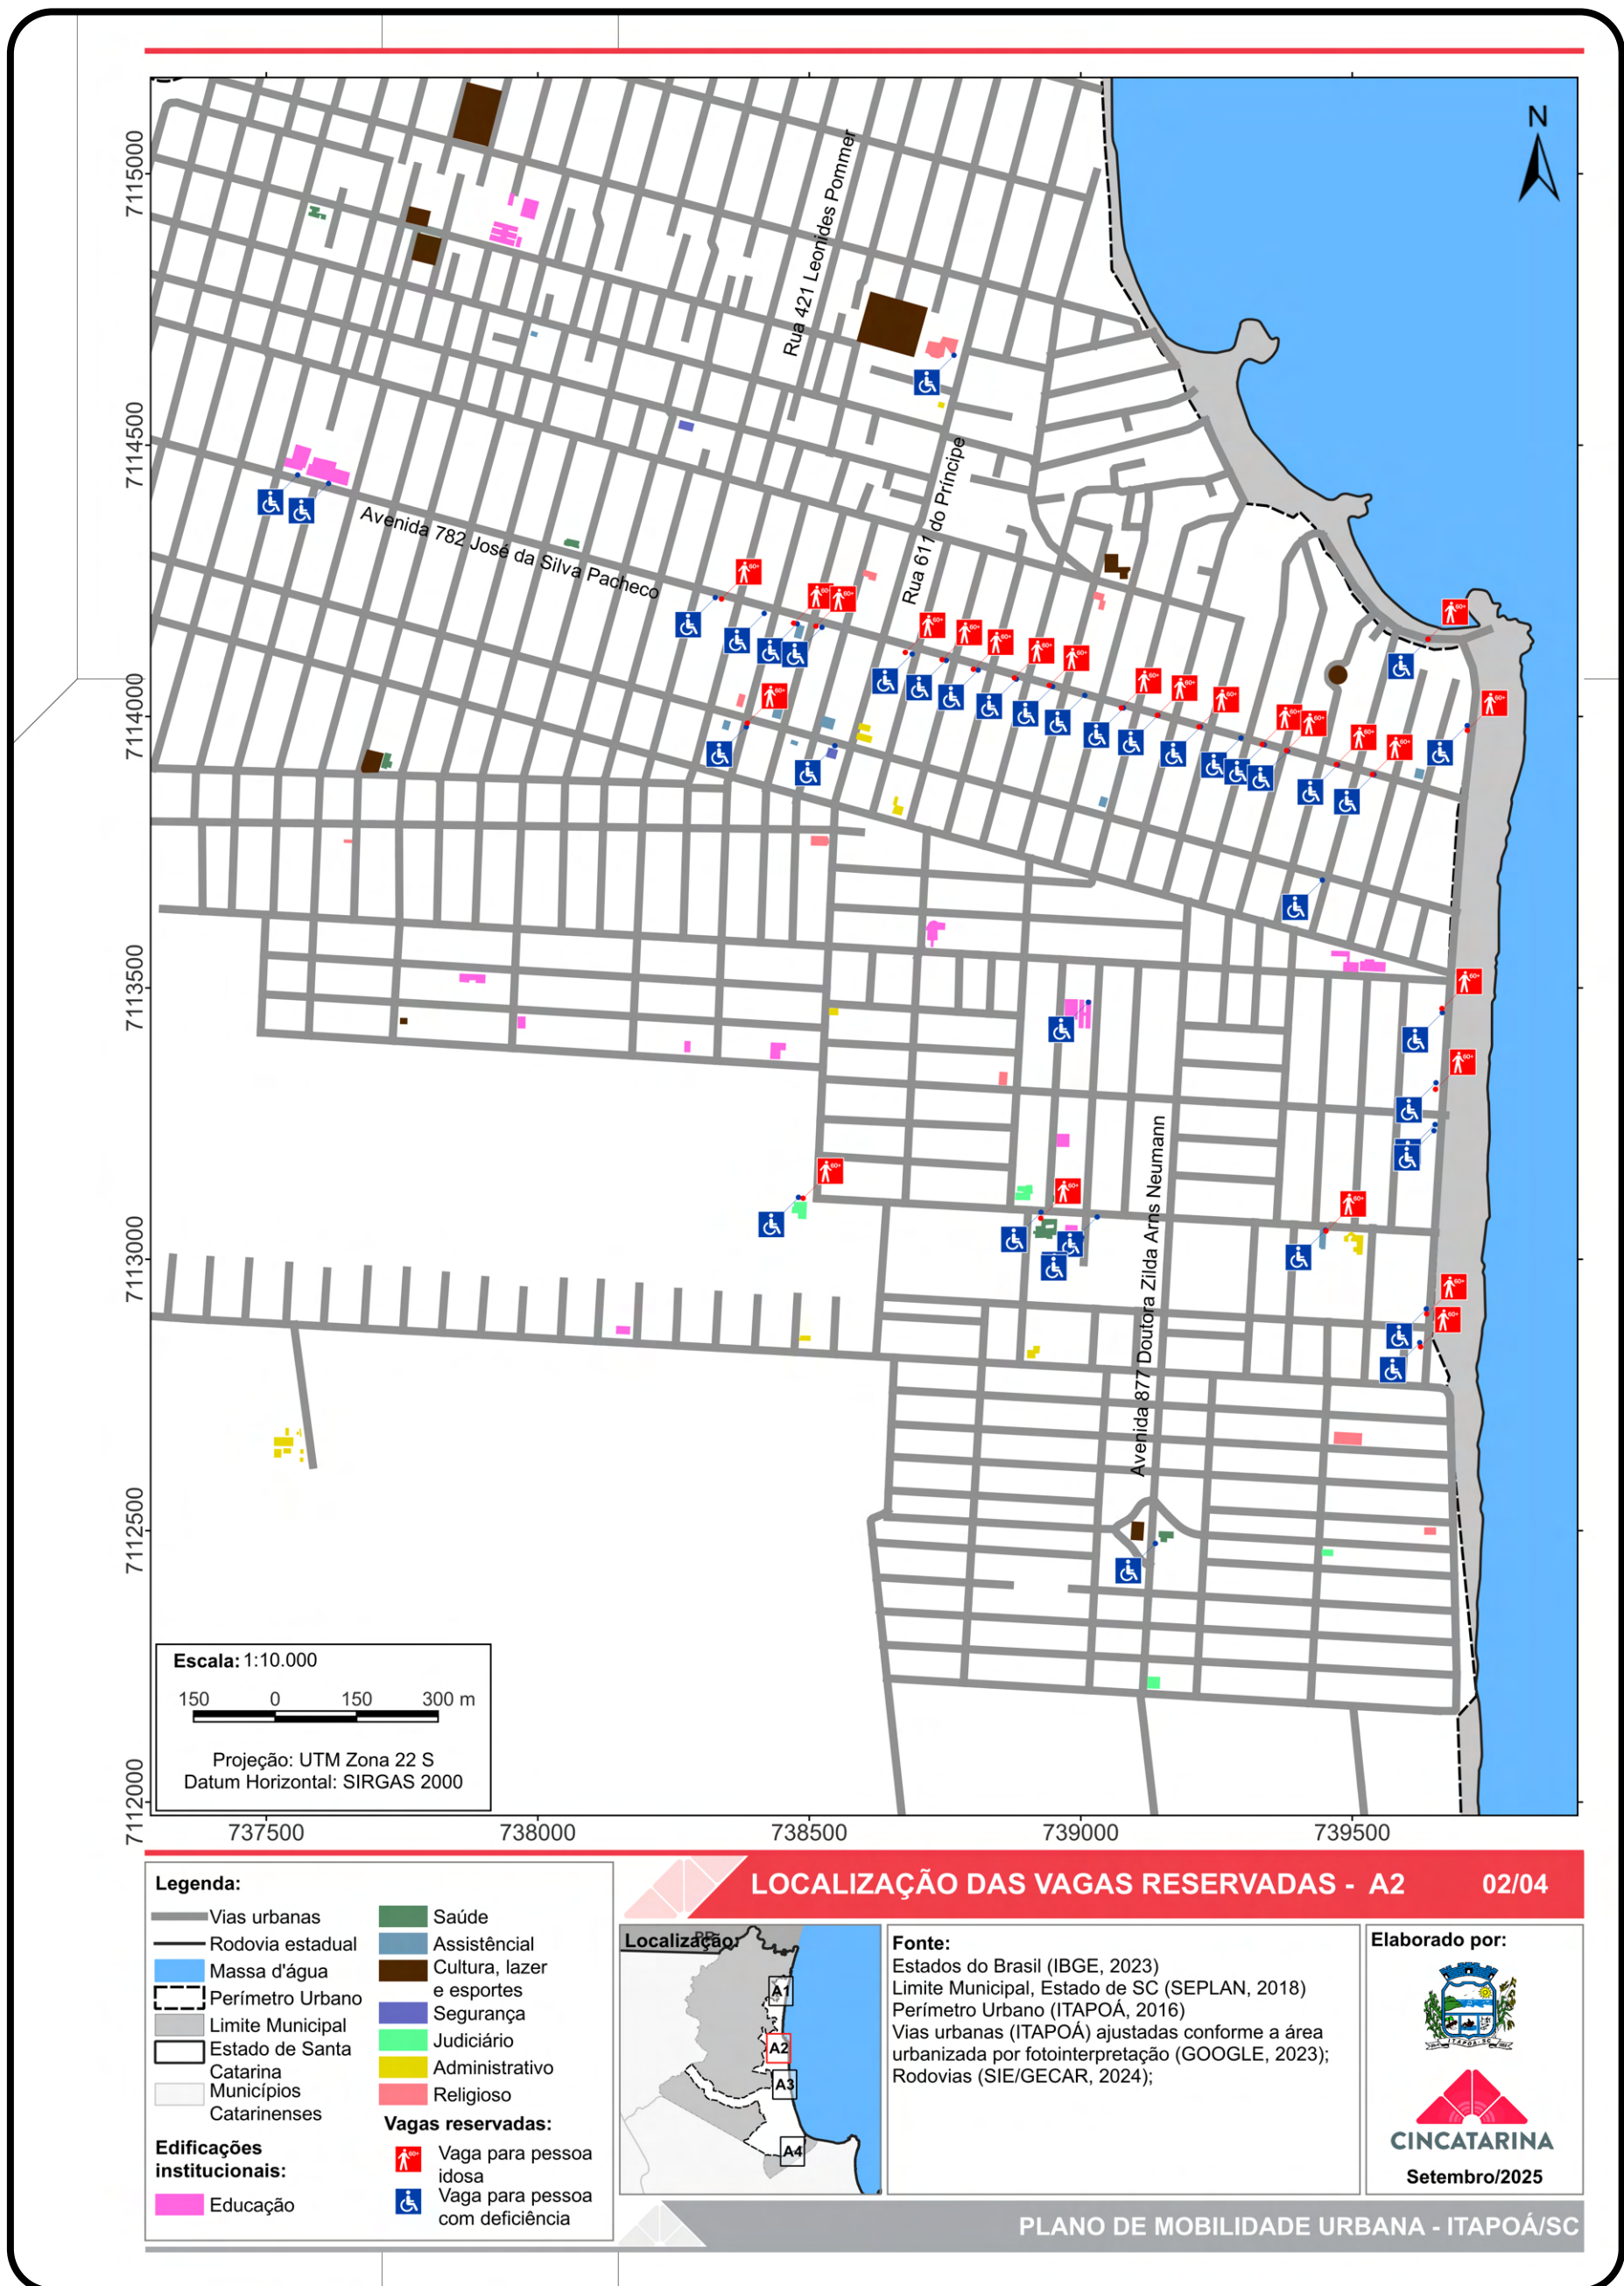 N
7115000
7114500
7114000
7113500
7113000
7112500
7112000
Rua 421 Leonides Pommer
Rua 611 do Príncipe
Avenida 782 José da Silva Pacheco
Avenida 877 Doutora Zilda Arns Neumann
Escala: 1:10.000
150 0 150 300 m
Projeção: UTM Zona 22 S
Datum Horizontal: SIRGAS 2000
737500 738000 738500 739000 739500
LOCALIZAÇÃO DAS VAGAS RESERVADAS - A2 02/04
Legenda:
Vias urbanas
Rodovia estadual
Massa d'água
Perímetro Urbano
Limite Municipal
Estado de Santa
Catarina
Municípios
Catarinenses
Edificações
institucionais:
Educação
Saúde
Assistêncial
Cultura, lazer
e esportes
Segurança
Judiciário
Administrativo
Religioso
Vagas reservadas:
60+
Vaga para pessoa
idosa
Vaga para pessoa
com deficiência
Localização:
PR
A1
A2
A3
A4
Fonte:
Estados do Brasil (IBGE, 2023)
Limite Municipal, Estado de SC (SEPLAN, 2018)
Perímetro Urbano (ITAPOÁ, 2016)
Vias urbanas (ITAPOÁ) ajustadas conforme a área
urbanizada por fotointerpretação (GOOGLE, 2023);
Rodovias (SIE/GECAR, 2024);
Elaborado por:
ITAPOÁ-SC
CINCATARINA
Setembro/2025
PLANO DE MOBILIDADE URBANA - ITAPOÁ/SC